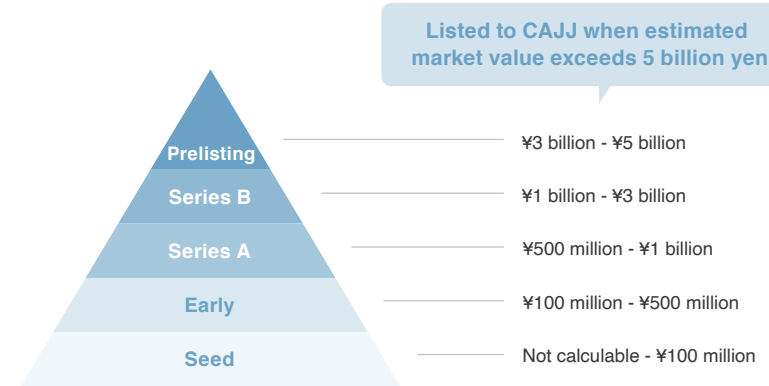 Listed to CAJJ when estimated
market value exceeds 5 billion yen
Prelisting
¥3 billion - ¥5 billion
Series B
¥1 billion - ¥3 billion
Series A
¥500 million - ¥1 billion
Early
¥100 million - ¥500 million
Seed
Not calculable - ¥100 million